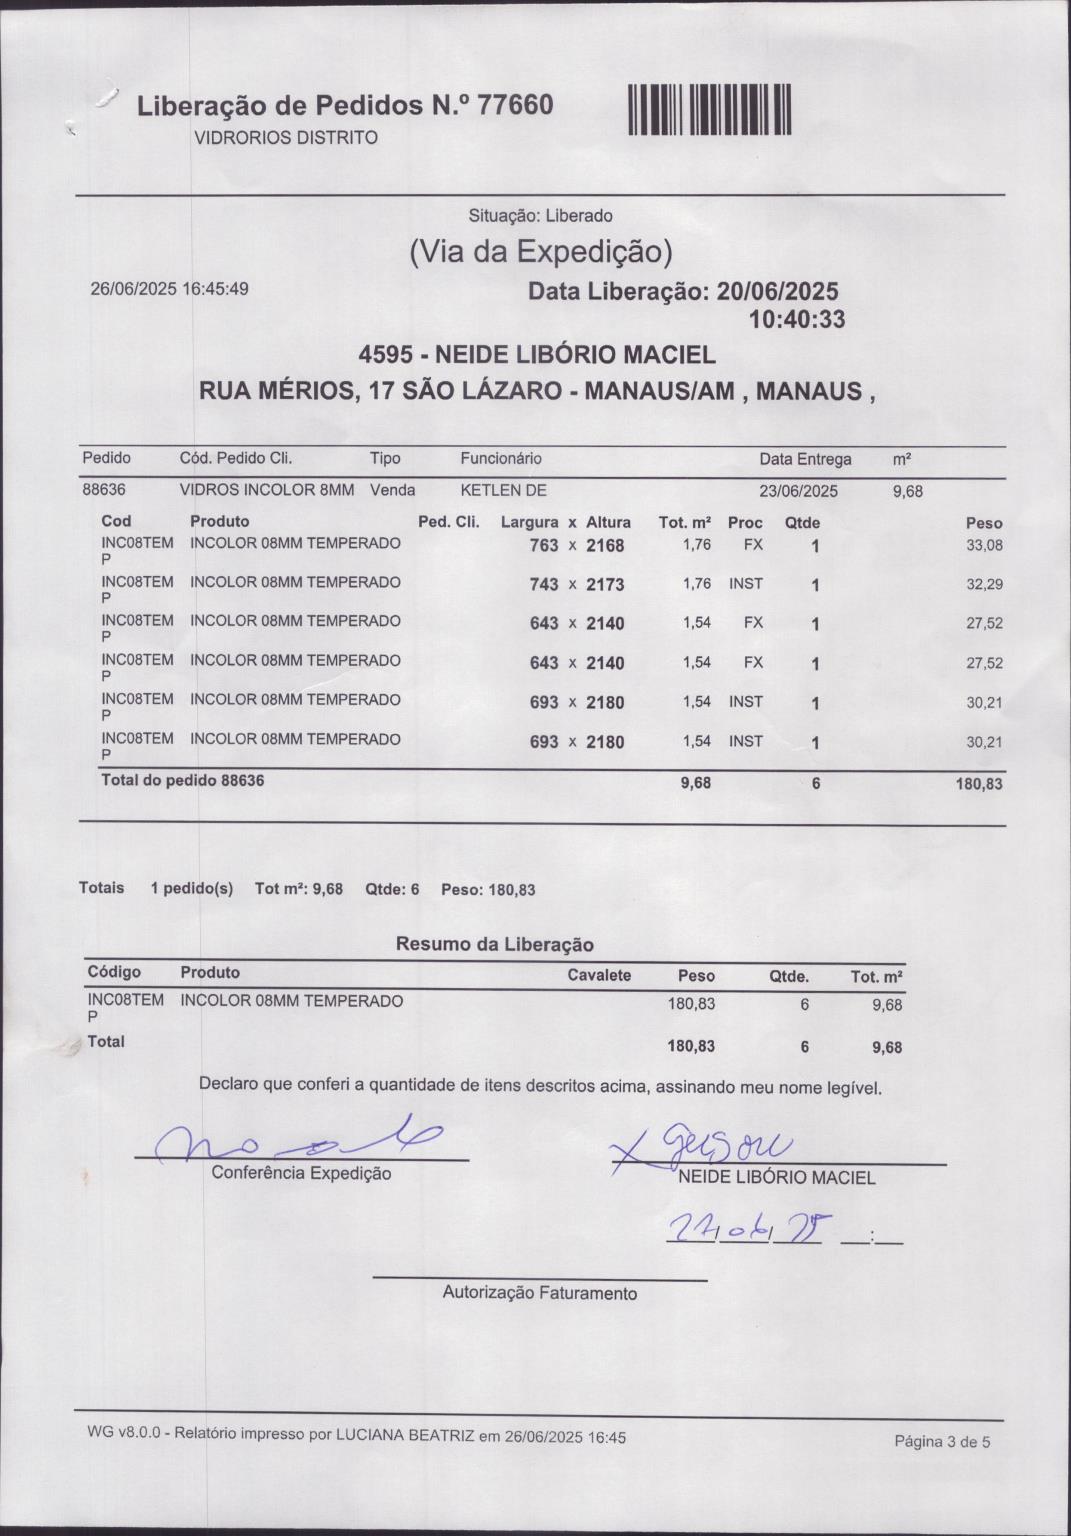 Liberação de Pedidos N.º 77660
VIDRORIOS DISTRITO
Situação: Liberado
(Via da Expedição)
26/06/2025 16:45:49
Data Liberação: 20/06/2025
10:40:33
4595 - NEIDE LIBÓRIO MACIEL
RUA MÉRIOS, 17 SÃO LÁZARO - MANAUS/AM , MANAUS ,
Pedido Cód. Pedido Cli. Tipo Funcionário Data Entrega m²
88636 VIDROS INCOLOR 8MM Venda KETLEN DE 23/06/2025 9,68
Cod Produto Ped. Cli. Largura x Altura Tot. m² Proc Qtde Peso
INC08TEM INCOLOR 08MM TEMPERADO 763 x 2168 1,76 FX 1 33,08
P
INC08TEM INCOLOR 08MM TEMPERADO 743 x 2173 1,76 INST 1 32,29
P
INC08TEM INCOLOR 08MM TEMPERADO 643 x 2140 1,54 FX 1 27,52
P
INC08TEM INCOLOR 08MM TEMPERADO 643 x 2140 1,54 FX 1 27,52
P
INC08TEM INCOLOR 08MM TEMPERADO 693 x 2180 1,54 INST 1 30,21
P
INC08TEM INCOLOR 08MM TEMPERADO 693 x 2180 1,54 INST 1 30,21
P
Total do pedido 88636 9,68 6 180,83
Totais 1 pedido(s) Tot m²: 9,68 Qtde: 6 Peso: 180,83
Resumo da Liberação
Código Produto Cavalete Peso Qtde. Tot. m²
INC08TEM INCOLOR 08MM TEMPERADO 180,83 6 9,68
P
Total 180,83 6 9,68
Declaro que conferi a quantidade de itens descritos acima, assinando meu nome legível.
Conferência Expedição
NEIDE LIBÓRIO MACIEL
27/06/25 __:__
Autorização Faturamento
WG v8.0.0 - Relatório impresso por LUCIANA BEATRIZ em 26/06/2025 16:45
Página 3 de 5